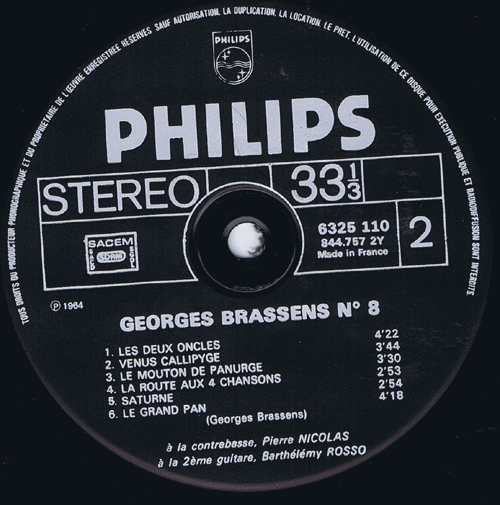 TOUS DROITS DU PRODUCTEUR PHONOGRAPHIQUE ET DU PROPRIETAIRE DE L'ŒUVRE ENREGISTREE RESERVES SAUF AUTORISATION, LA DUPLICATION, LA LOCATION, LE PRET, L'UTILISATION DE CE DISQUE POUR EXECUTION PUBLIQUE ET RADIODIFFUSION SONT INTERDITS
PHILIPS
PHILIPS
STEREO 33 1/3
6325 110
844.757 2Y
Made in France
2
SACEM
SACD SDRM SGDL
℗ 1964
GEORGES BRASSENS N° 8
1. LES DEUX ONCLES 4'22
2. VENUS CALLIPYGE 3'44
3. LE MOUTON DE PANURGE 3'30
4. LA ROUTE AUX 4 CHANSONS 2'53
5. SATURNE 2'54
6. LE GRAND PAN 4'18
(Georges Brassens)
à la contrebasse, Pierre NICOLAS
à la 2ème guitare, Barthélémy ROSSO